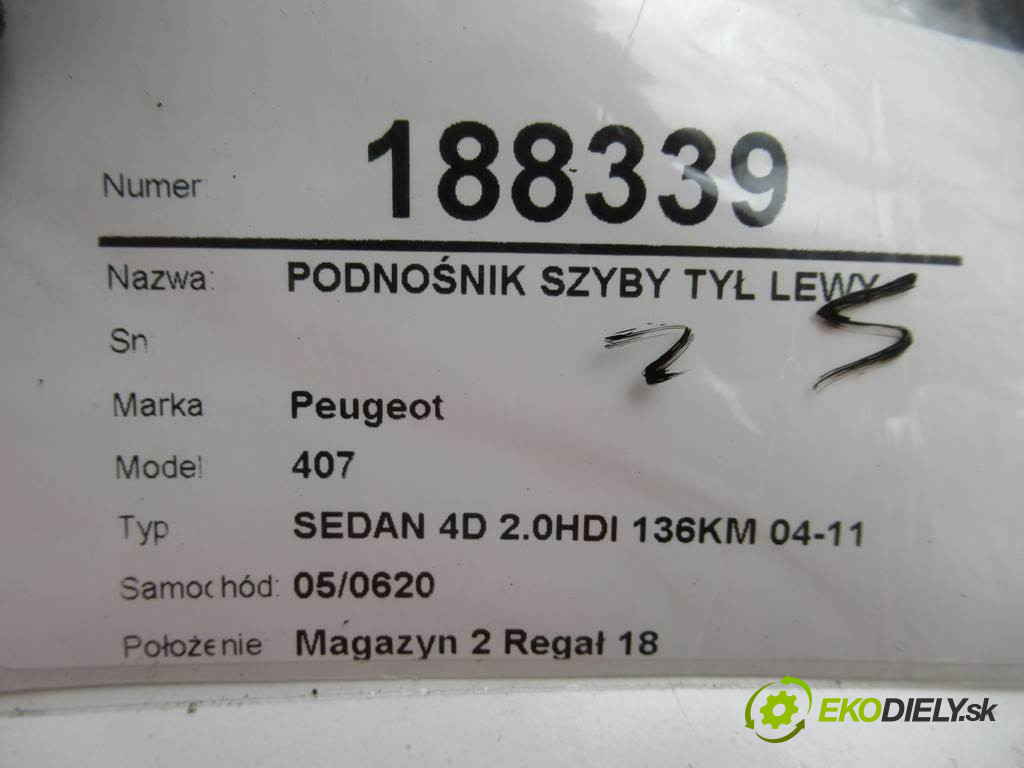 Numer: 188339
Nazwa: PODNOŚNIK SZYBY TYŁ LEWY
Sn
25
Marka Peugeot
Model 407
Typ SEDAN 4D 2.0HDI 136KM 04-11
Samochód: 05/0620
Położenie Magazyn 2 Regał 18
EKODIELY.sk